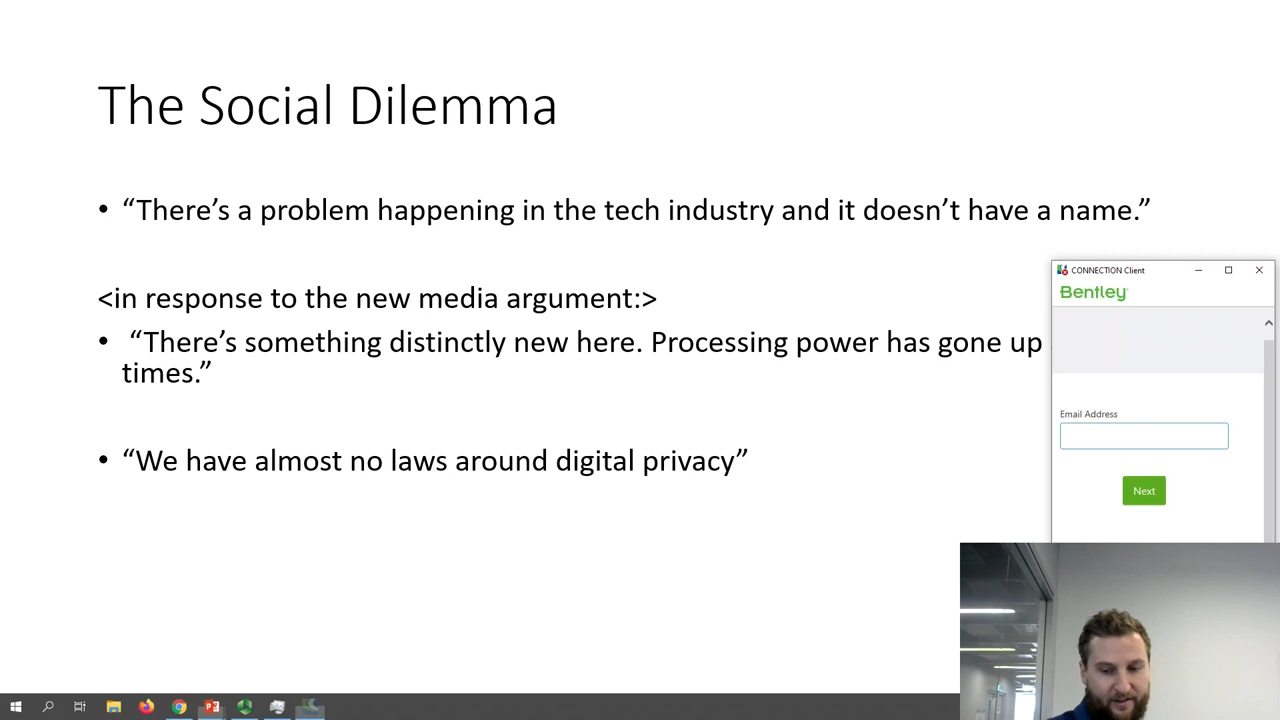 The Social Dilemma
• “There’s a problem happening in the tech industry and it doesn’t have a name.”
<in response to the new media argument:>
• “There’s something distinctly new here. Processing power has gone up
times.”
• “We have almost no laws around digital privacy”
CONNECTION Client
Bentley
Email Address
Next